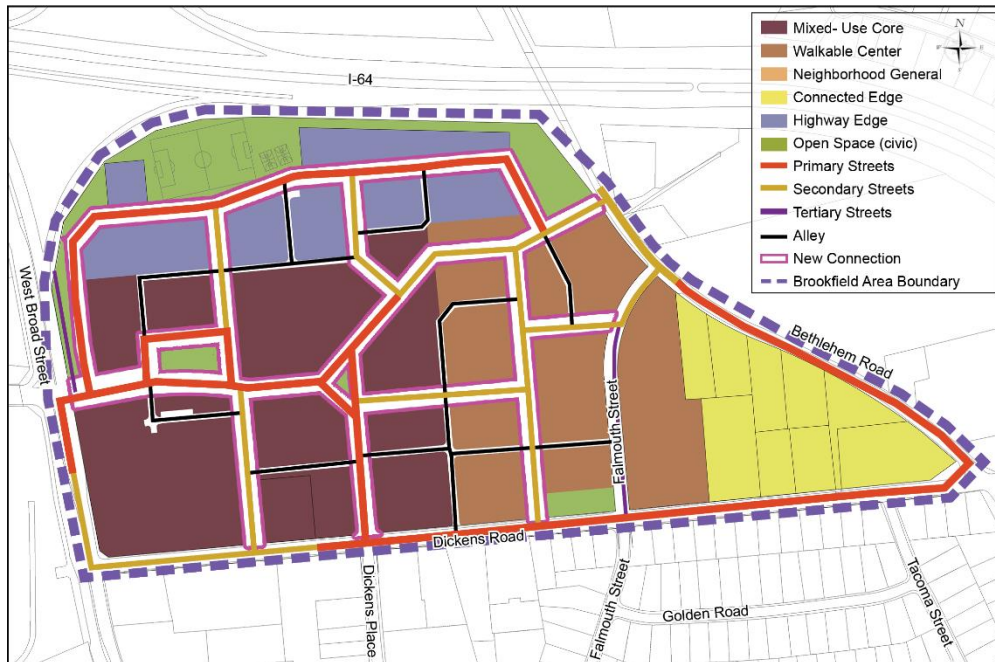 Mixed- Use Core
Walkable Center
Neighborhood General
Connected Edge
Highway Edge
Open Space (civic)
Primary Streets
Secondary Streets
Tertiary Streets
Alley
New Connection
Brookfield Area Boundary
N
I-64
West Broad Street
Bethlehem Road
Falmouth Street
Dickens Road
Dickens Place
Falmouth Street
Golden Road
Tacoma Street